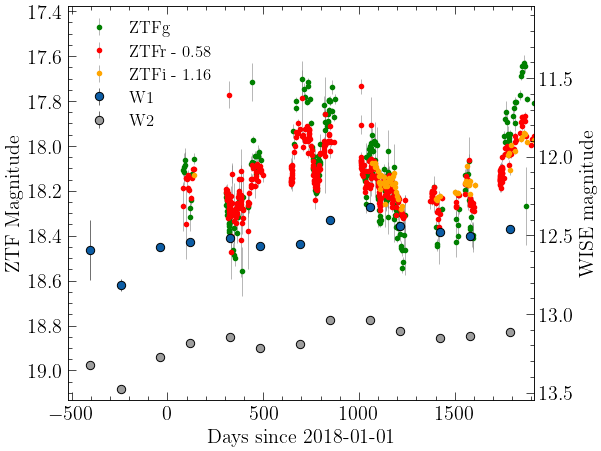 ZTFg
ZTFr - 0.58
ZTFi - 1.16
W1
W2
17.4
17.6
17.8
18.0
18.2
18.4
18.6
18.8
19.0
ZTF Magnitude
11.5
12.0
12.5
13.0
13.5
WISE magnitude
−500 0 500 1000 1500
Days since 2018-01-01